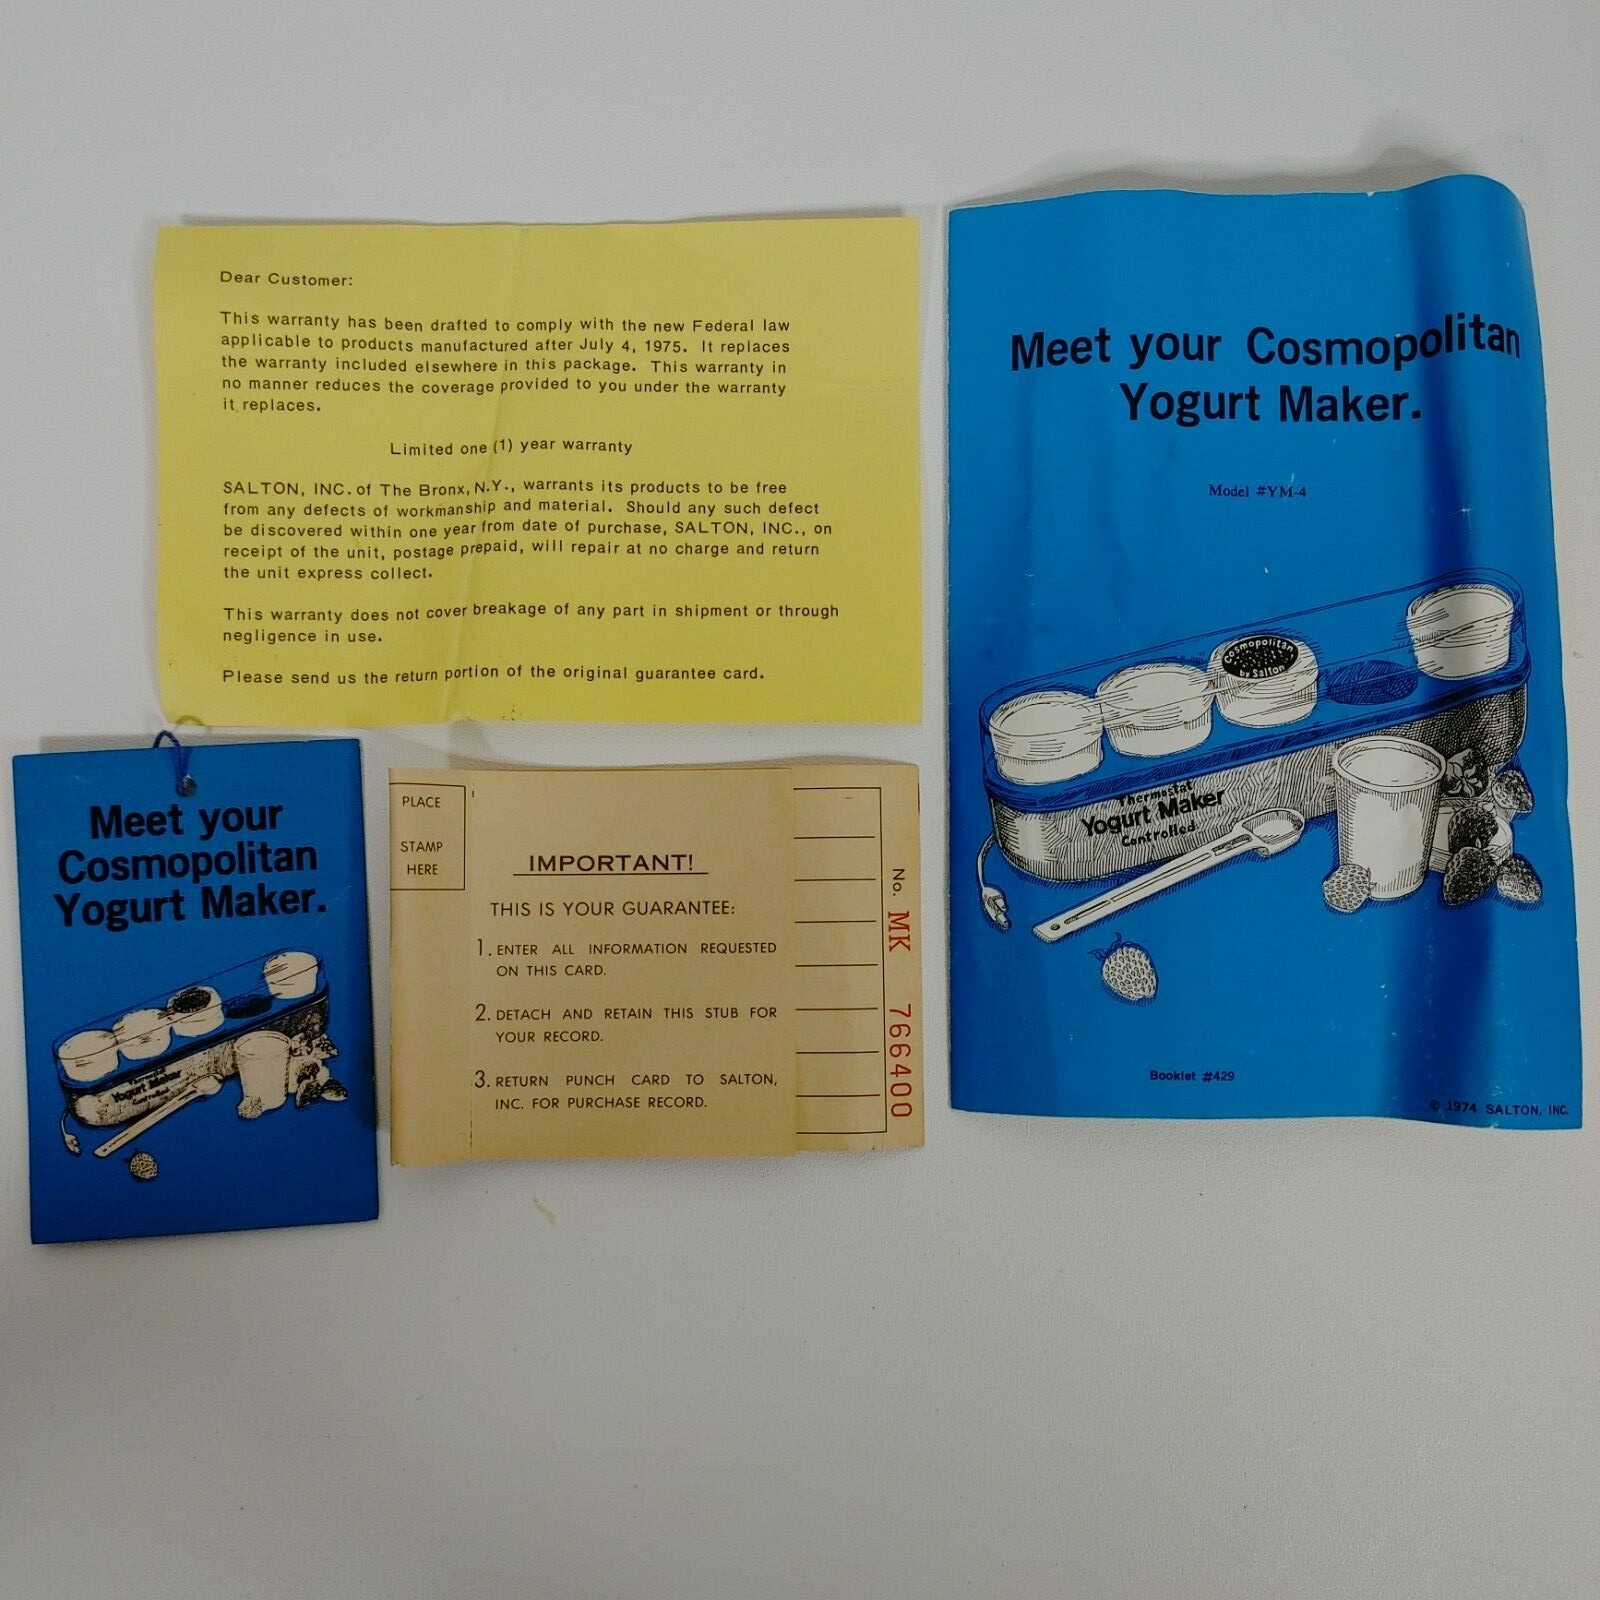 Dear Customer:
This warranty has been drafted to comply with the new Federal law
applicable to products manufactured after July 4, 1975. It replaces
the warranty included elsewhere in this package. This warranty in
no manner reduces the coverage provided to you under the warranty
it replaces.
Limited one (1) year warranty
SALTON, INC. of The Bronx, N.Y., warrants its products to be free
from any defects of workmanship and material. Should any such defect
be discovered within one year from date of purchase, SALTON, INC., on
receipt of the unit, postage prepaid, will repair at no charge and return
the unit express collect.
This warranty does not cover breakage of any part in shipment or through
negligence in use.
Please send us the return portion of the original guarantee card.
Meet your Cosmopolitan
Yogurt Maker.
Model #YM-4
Cosmopolitan
by Salton
Thermostat
Yogurt Maker
Controlled
Booklet #429
© 1974 SALTON, INC.
Meet your
Cosmopolitan
Yogurt Maker.
Thermostat
Yogurt Maker
Controlled
PLACE
STAMP
HERE
IMPORTANT!
THIS IS YOUR GUARANTEE:
1. ENTER ALL INFORMATION REQUESTED
ON THIS CARD.
2. DETACH AND RETAIN THIS STUB FOR
YOUR RECORD.
3. RETURN PUNCH CARD TO SALTON,
INC. FOR PURCHASE RECORD.
No. MK 766400